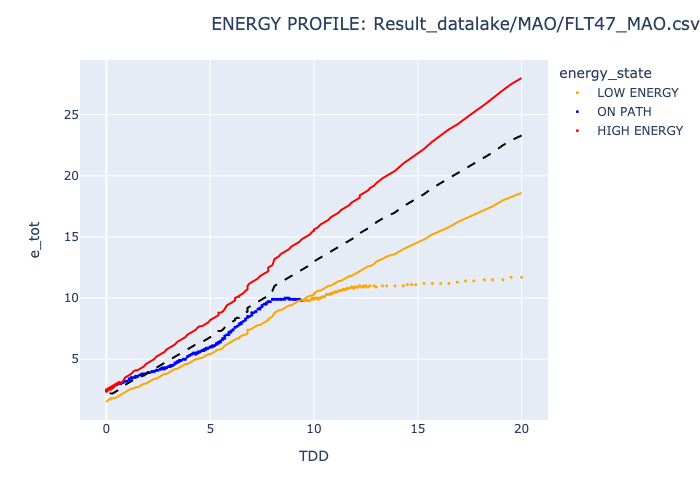 ENERGY PROFILE: Result_datalake/MAO/FLT47_MAO.csv
energy_state
LOW ENERGY
ON PATH
HIGH ENERGY
25
20
15
10
5
e_tot
0
5
10
15
20
TDD